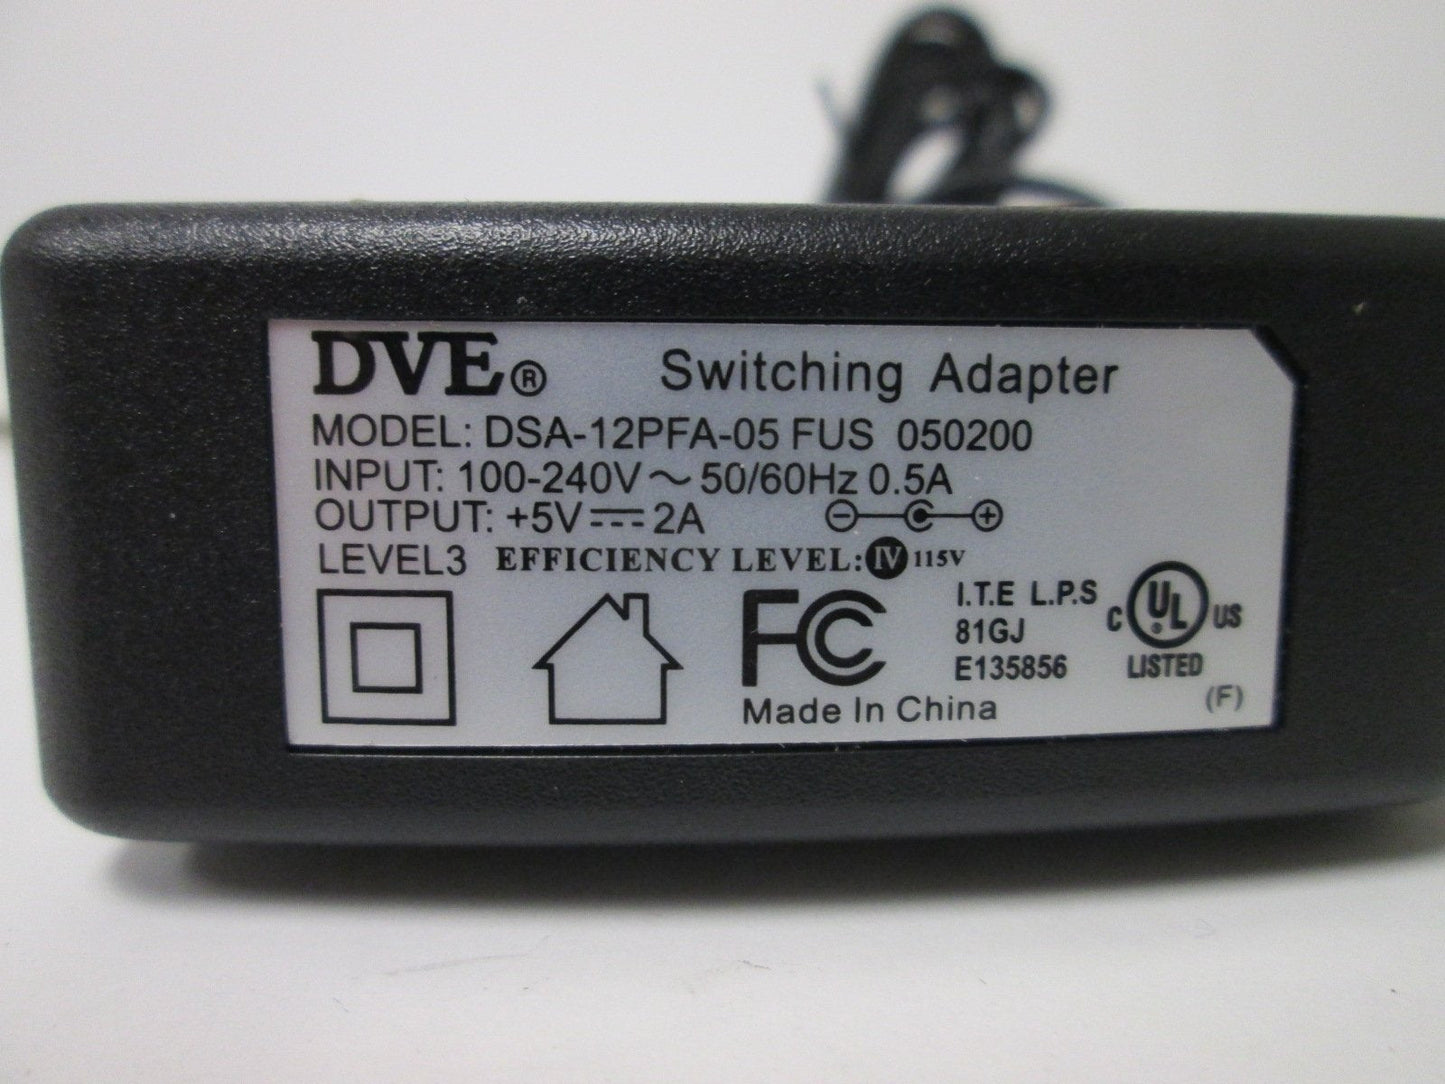 DVE® Switching Adapter
MODEL: DSA-12PFA-05 FUS 050200
INPUT: 100-240V ~ 50/60Hz 0.5A
OUTPUT: +5V ⎓ 2A
LEVEL3 EFFICIENCY LEVEL: IV 115V
FC
Made In China
I.T.E L.P.S
81GJ
E135856
C UL® US
LISTED
(F)